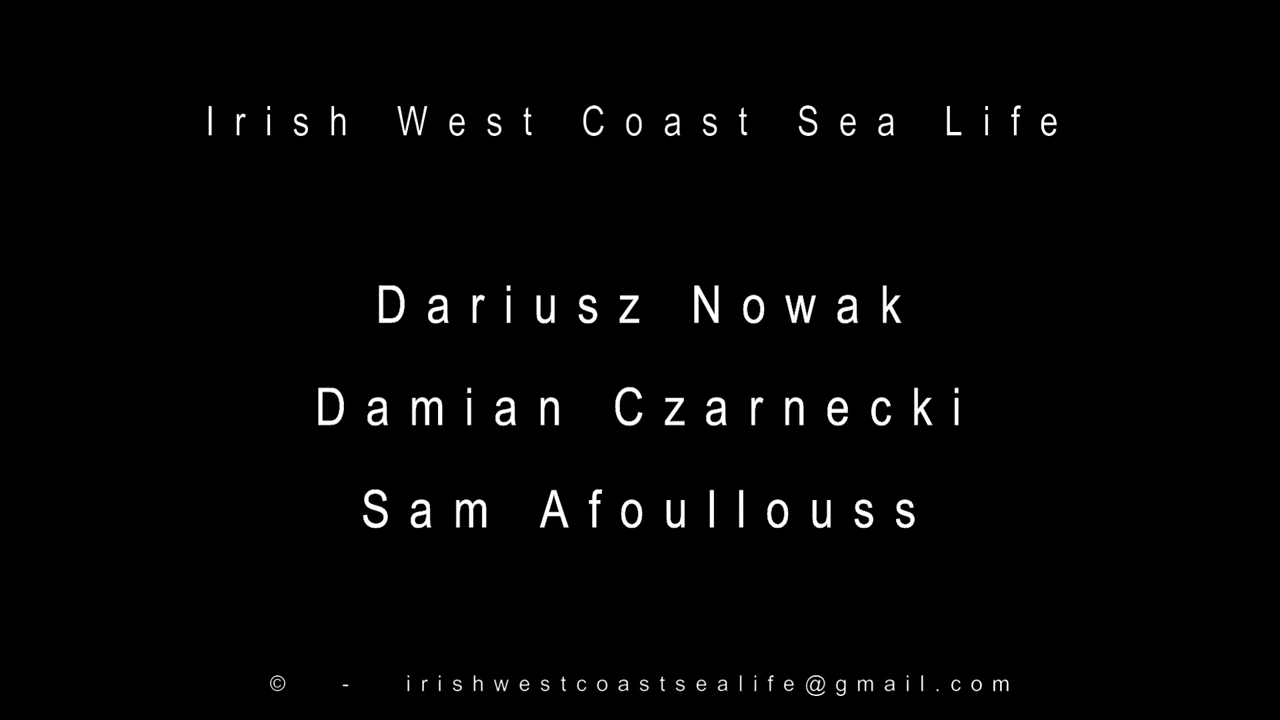 Irish West Coast Sea Life
Dariusz Nowak
Damian Czarnecki
Sam Afoullouss
© - irishwestcoastsealife@gmail.com